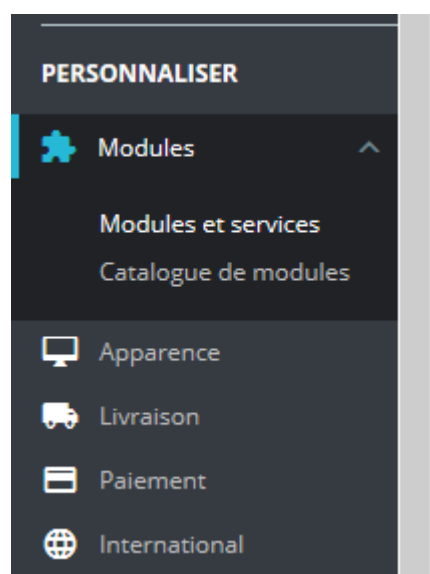 PERSONNALISER
Modules
Modules et services
Catalogue de modules
Apparence
Livraison
Paiement
International